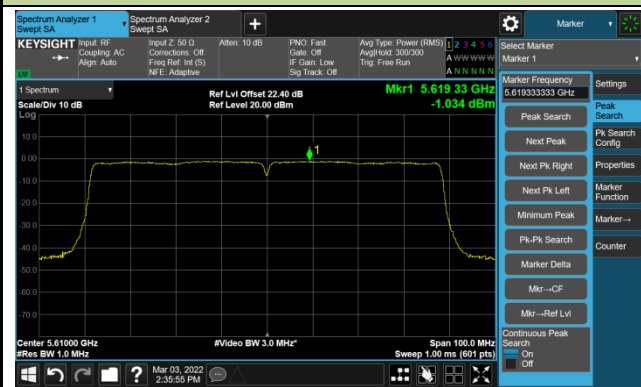 Spectrum Analyzer 1
Swept SA
Spectrum Analyzer 2
Swept SA
+
Marker
KEYSIGHT
Input: RF
Coupling: AC
Align: Auto
Input Z: 50 Ω
Corrections: Off
Freq Ref: Int (S)
NFE: Adaptive
Atten: 10 dB
PNO: Fast
Gate: Off
IF Gain: Low
Sig Track: Off
Avg Type: Power (RMS)
Avg|Hold: 300/300
Trig: Free Run
1 2 3 4 5 6
A W W W W W
A N N N N N
Select Marker
Marker 1
LXI
1 Spectrum
Scale/Div 10 dB
Log
Ref Lvl Offset 22.40 dB
Ref Level 20.00 dBm
Mkr1 5.619 33 GHz
-1.034 dBm
10.0
0.00
-10.0
-20.0
-30.0
-40.0
-50.0
-60.0
-70.0
1
Center 5.61000 GHz
#Res BW 1.0 MHz
#Video BW 3.0 MHz*
Span 100.0 MHz
Sweep 1.00 ms (601 pts)
Marker Frequency
5.619333333 GHz
Peak Search
Next Peak
Next Pk Right
Next Pk Left
Minimum Peak
Pk-Pk Search
Marker Delta
Mkr→CF
Mkr→Ref Lvl
Continuous Peak
Search
On
Off
Settings
Peak
Search
Pk Search
Config
Properties
Marker
Function
Marker→
Counter
?
Mar 03, 2022
2:35:55 PM